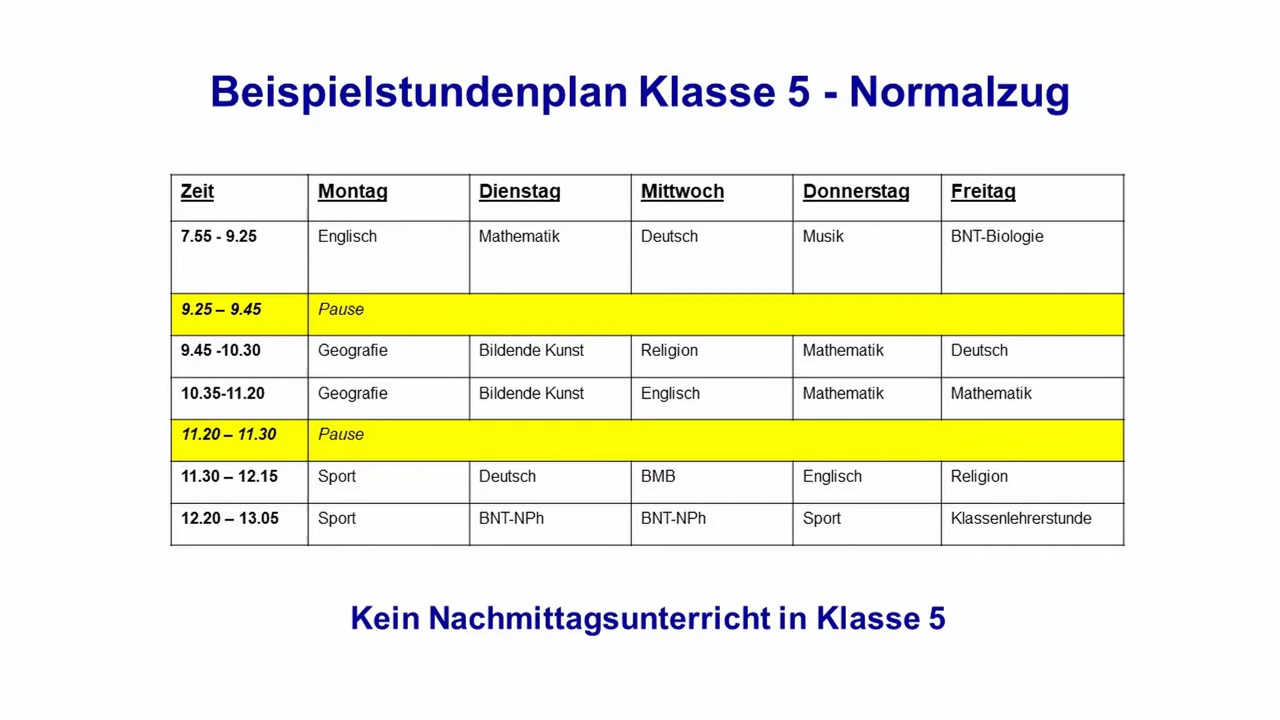 Beispielstundenplan Klasse 5 - Normalzug
Zeit Montag Dienstag Mittwoch Donnerstag Freitag
7.55 - 9.25 Englisch Mathematik Deutsch Musik BNT-Biologie
9.25 – 9.45 Pause
9.45 -10.30 Geografie Bildende Kunst Religion Mathematik Deutsch
10.35-11.20 Geografie Bildende Kunst Englisch Mathematik Mathematik
11.20 – 11.30 Pause
11.30 – 12.15 Sport Deutsch BMB Englisch Religion
12.20 – 13.05 Sport BNT-NPh BNT-NPh Sport Klassenlehrerstunde
Kein Nachmittagsunterricht in Klasse 5